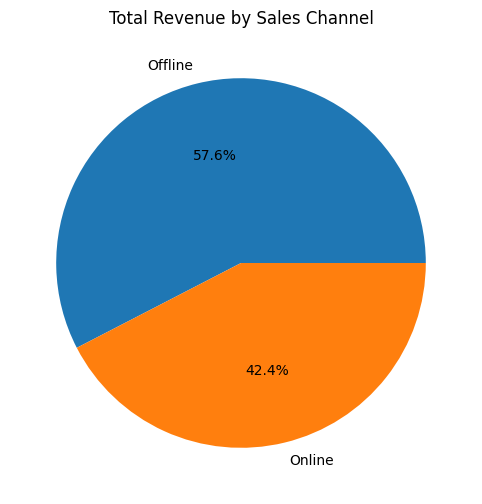 Total Revenue by Sales Channel
Offline
57.6%
42.4%
Online